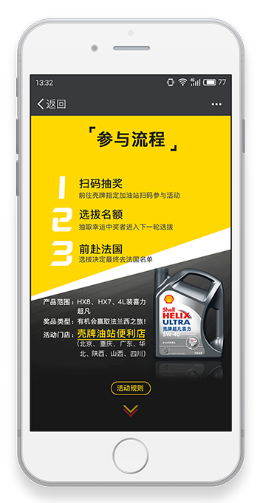 13:32
77
返回
参与流程
1 扫码抽奖
前往壳牌指定加油站扫码参与活动
2 选拔名额
抽取幸运中奖者进入下一轮选拔
3 前赴法国
选拔决定最终去法国名单
产品范围：HX6、HX7、4L装喜力
超凡
奖品类型：有机会赢取法兰西之旅！
活动门店：壳牌油站便利店
(北京、重庆、广东、华
北、陕西、山西、四川)
Shell
HELIX
ULTRA
壳牌超凡喜力
活动规则